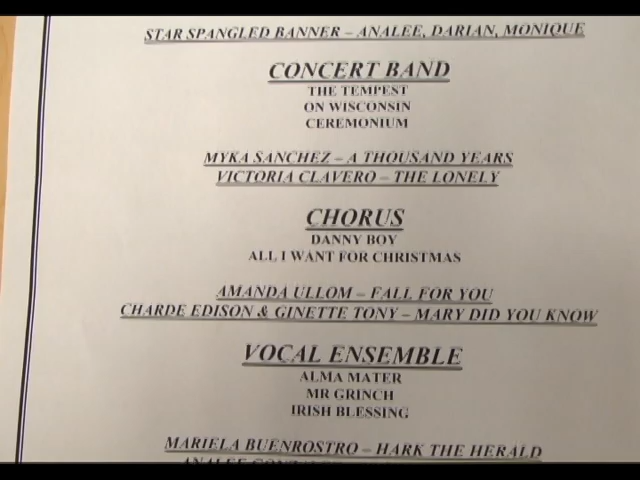 STAR SPANGLED BANNER – ANALEE, DARIAN, MONIQUE
CONCERT BAND
THE TEMPEST
ON WISCONSIN
CEREMONIUM
MYKA SANCHEZ – A THOUSAND YEARS
VICTORIA CLAVERO – THE LONELY
CHORUS
DANNY BOY
ALL I WANT FOR CHRISTMAS
AMANDA ULLOM – FALL FOR YOU
CHARDE EDISON & GINETTE TONY – MARY DID YOU KNOW
VOCAL ENSEMBLE
ALMA MATER
MR GRINCH
IRISH BLESSING
MARIELA BUENROSTRO – HARK THE HERALD
ANALEE